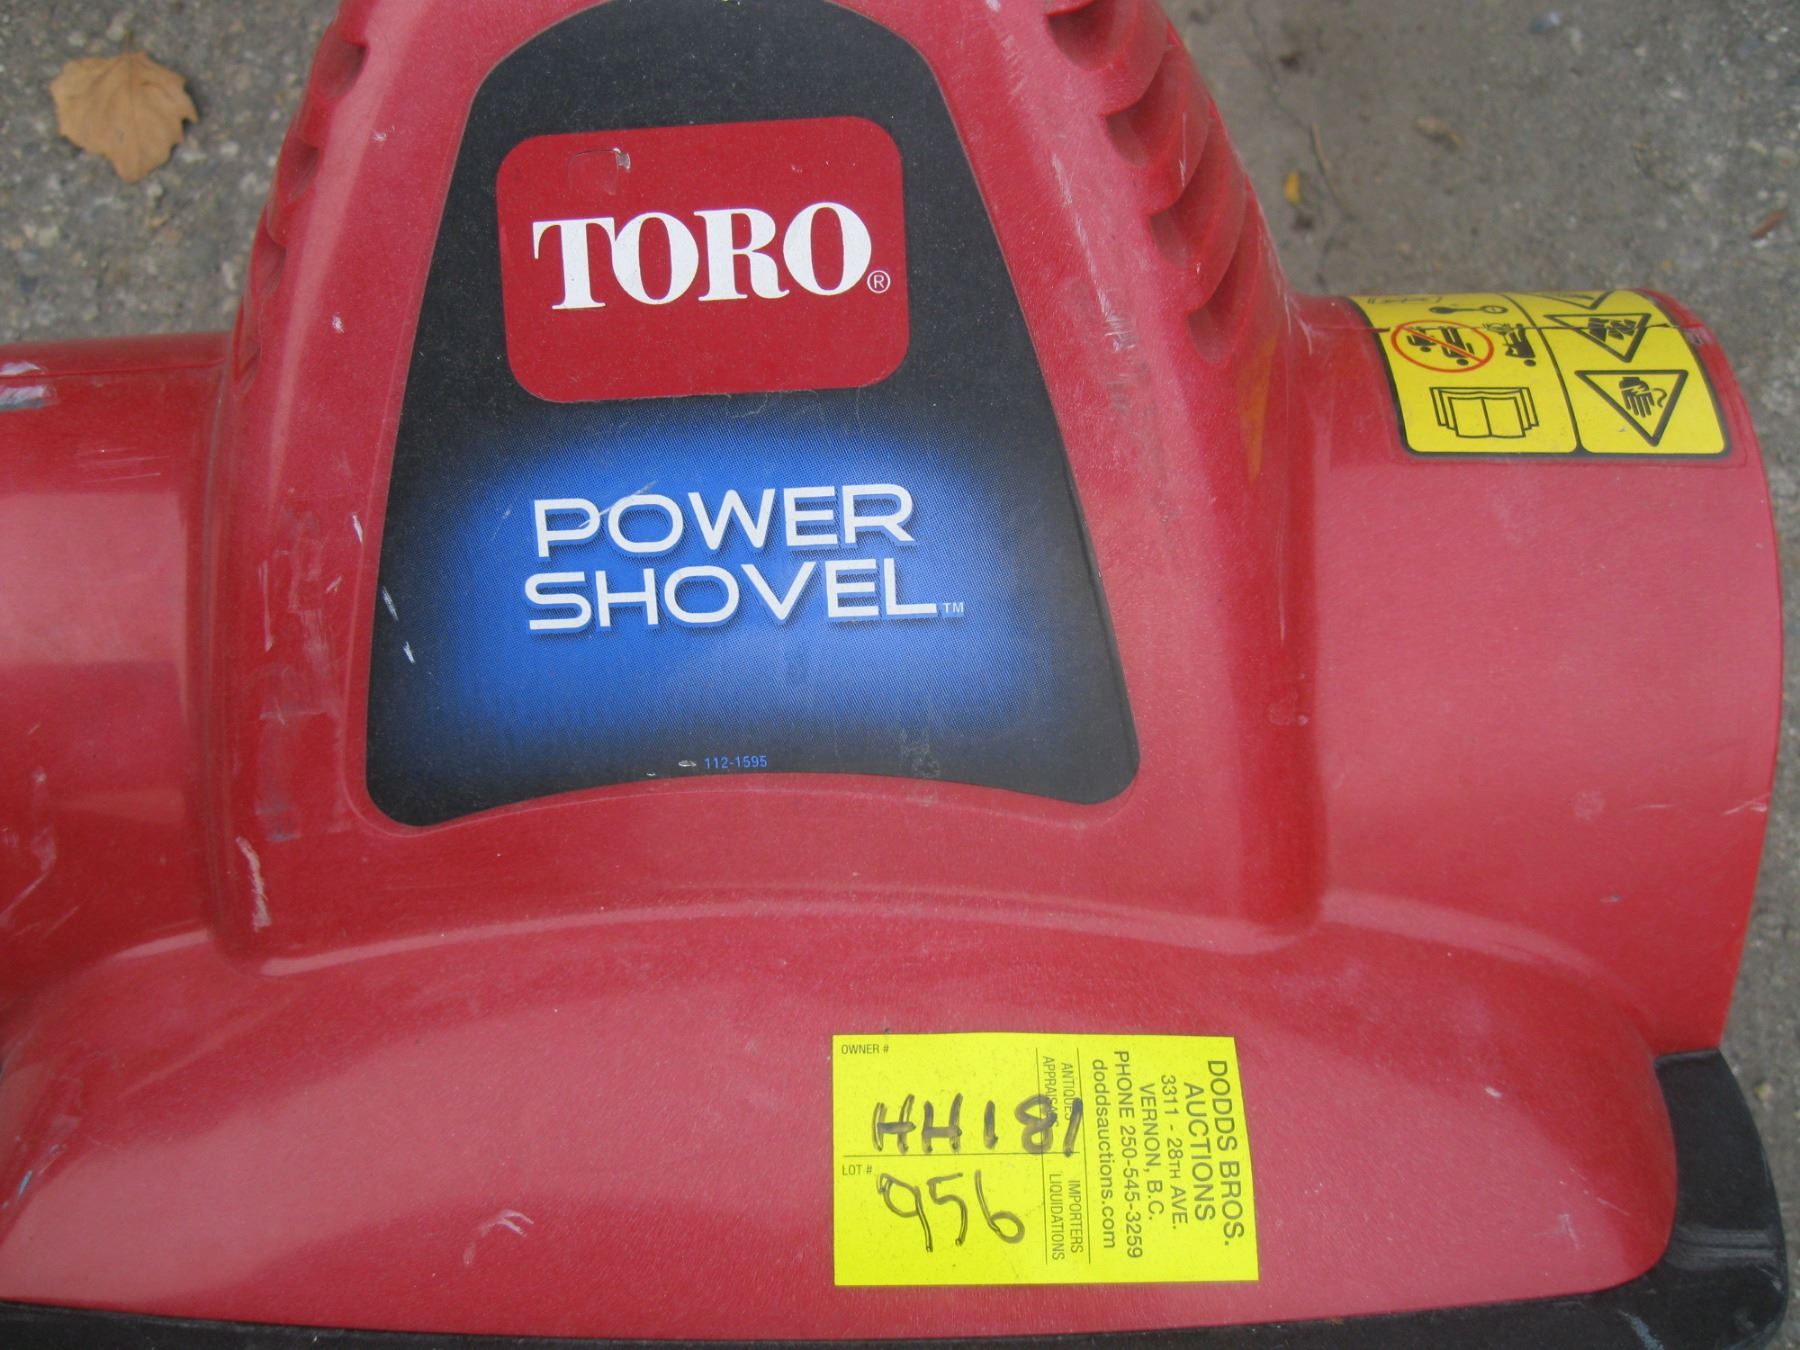 TORO®
POWER
SHOVEL™
112-1595
OWNER #
HH181
LOT #
956
ANTIQUES
APPRAISALS
IMPORTERS
LIQUIDATIONS
DODDS BROS.
AUCTIONS
3311 - 28TH AVE.
VERNON, B.C.
PHONE 250-545-3259
doddsauctions.com